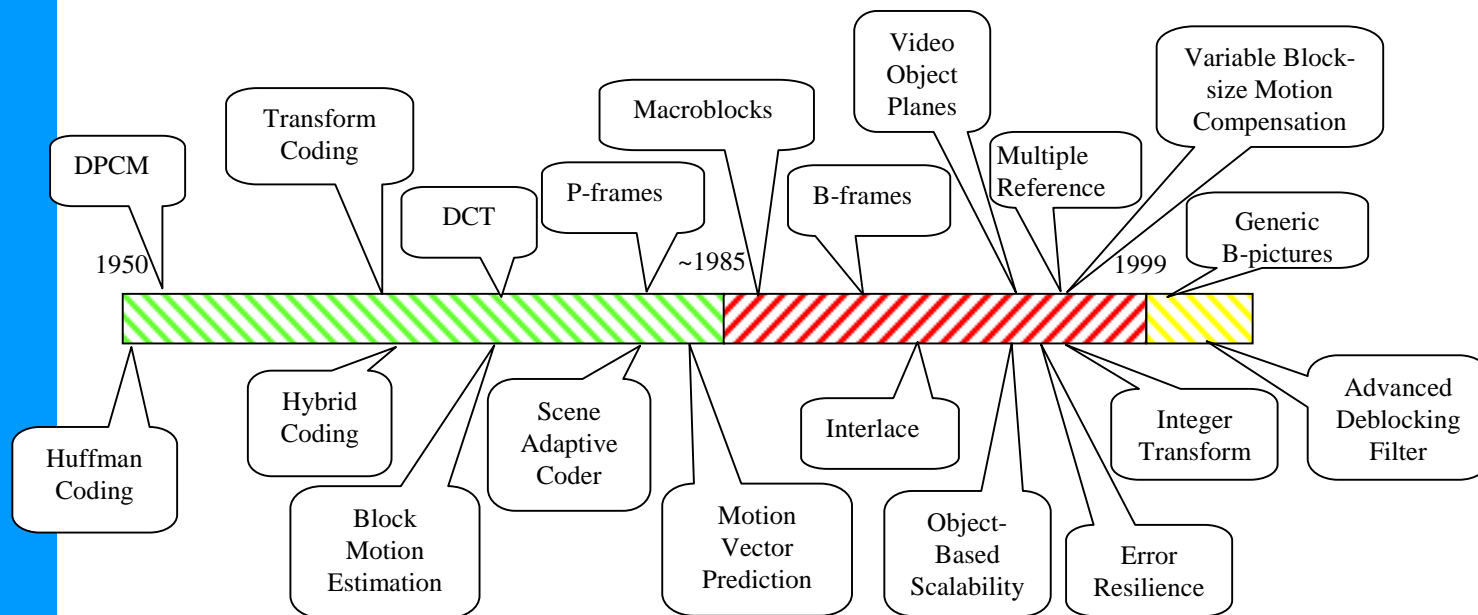 Video
Object
Planes
Variable Block-
size Motion
Compensation
Transform
Coding
Macroblocks
DPCM
P-frames
B-frames
Multiple
Reference
DCT
Generic
B-pictures
1950
~1985
1999
Huffman
Coding
Hybrid
Coding
Block
Motion
Estimation
Scene
Adaptive
Coder
Motion
Vector
Prediction
Interlace
Object-
Based
Scalability
Error
Resilience
Integer
Transform
Advanced
Deblocking
Filter